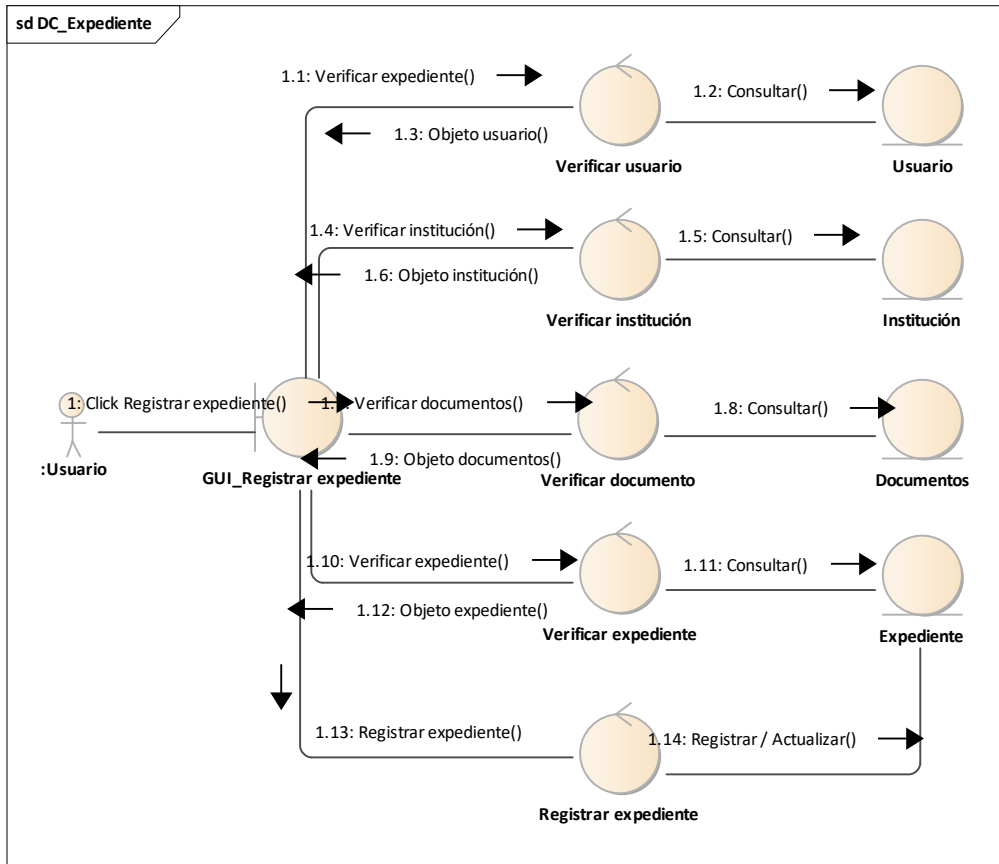 sd DC_Expediente
1.1: Verificar expediente()
1.2: Consultar()
1.3: Objeto usuario()
Verificar usuario
Usuario
1.4: Verificar institución()
1.5: Consultar()
1.6: Objeto institución()
Verificar institución
Institución
1: Click Registrar expediente()
Verificar documentos()
1.8: Consultar()
1.9: Objeto documentos()
:Usuario
GUI_Registrar expediente
Verificar documento
Documentos
1.10: Verificar expediente()
1.11: Consultar()
1.12: Objeto expediente()
Verificar expediente
Expediente
1.13: Registrar expediente()
1.14: Registrar / Actualizar()
Registrar expediente